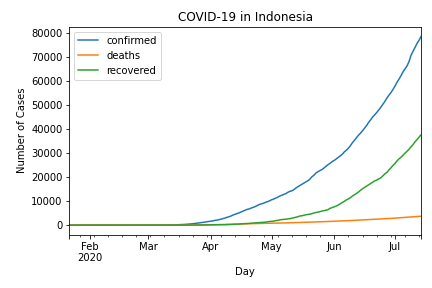 COVID-19 in Indonesia
confirmed
deaths
recovered
Number of Cases
80000
70000
60000
50000
40000
30000
20000
10000
0
Feb Mar Apr May Jun Jul
2020
Day